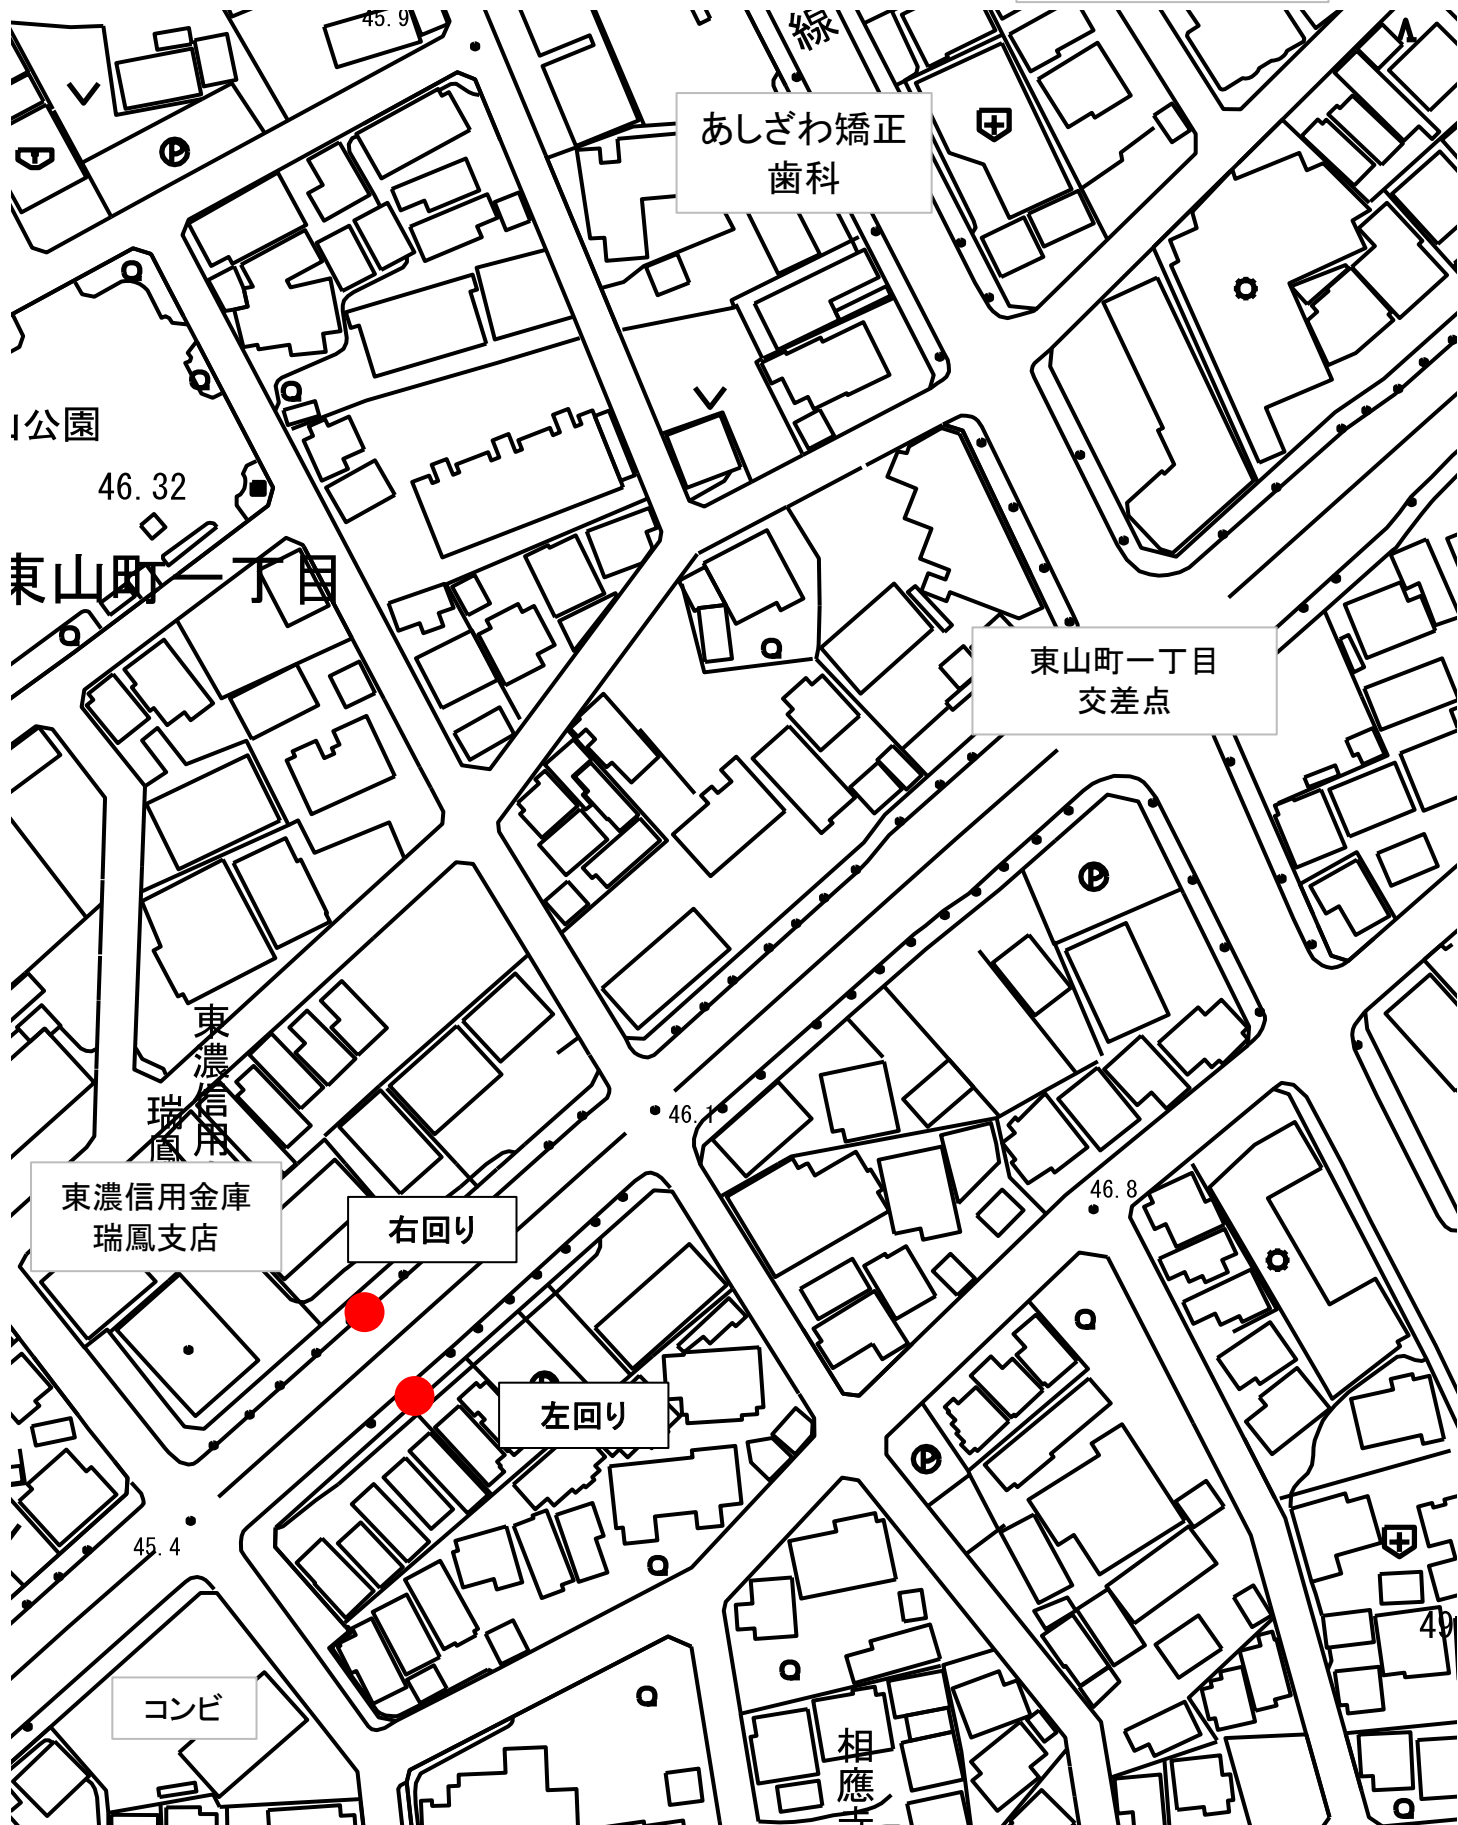 45.9
線
あしざわ矯正
歯科
公園
46.32
東山町一丁目
東山町一丁目
交差点
東濃信用
瑞鳳
46.1
東濃信用金庫
瑞鳳支店
右回り
46.8
左回り
45.4
49
コンビ
相應寺